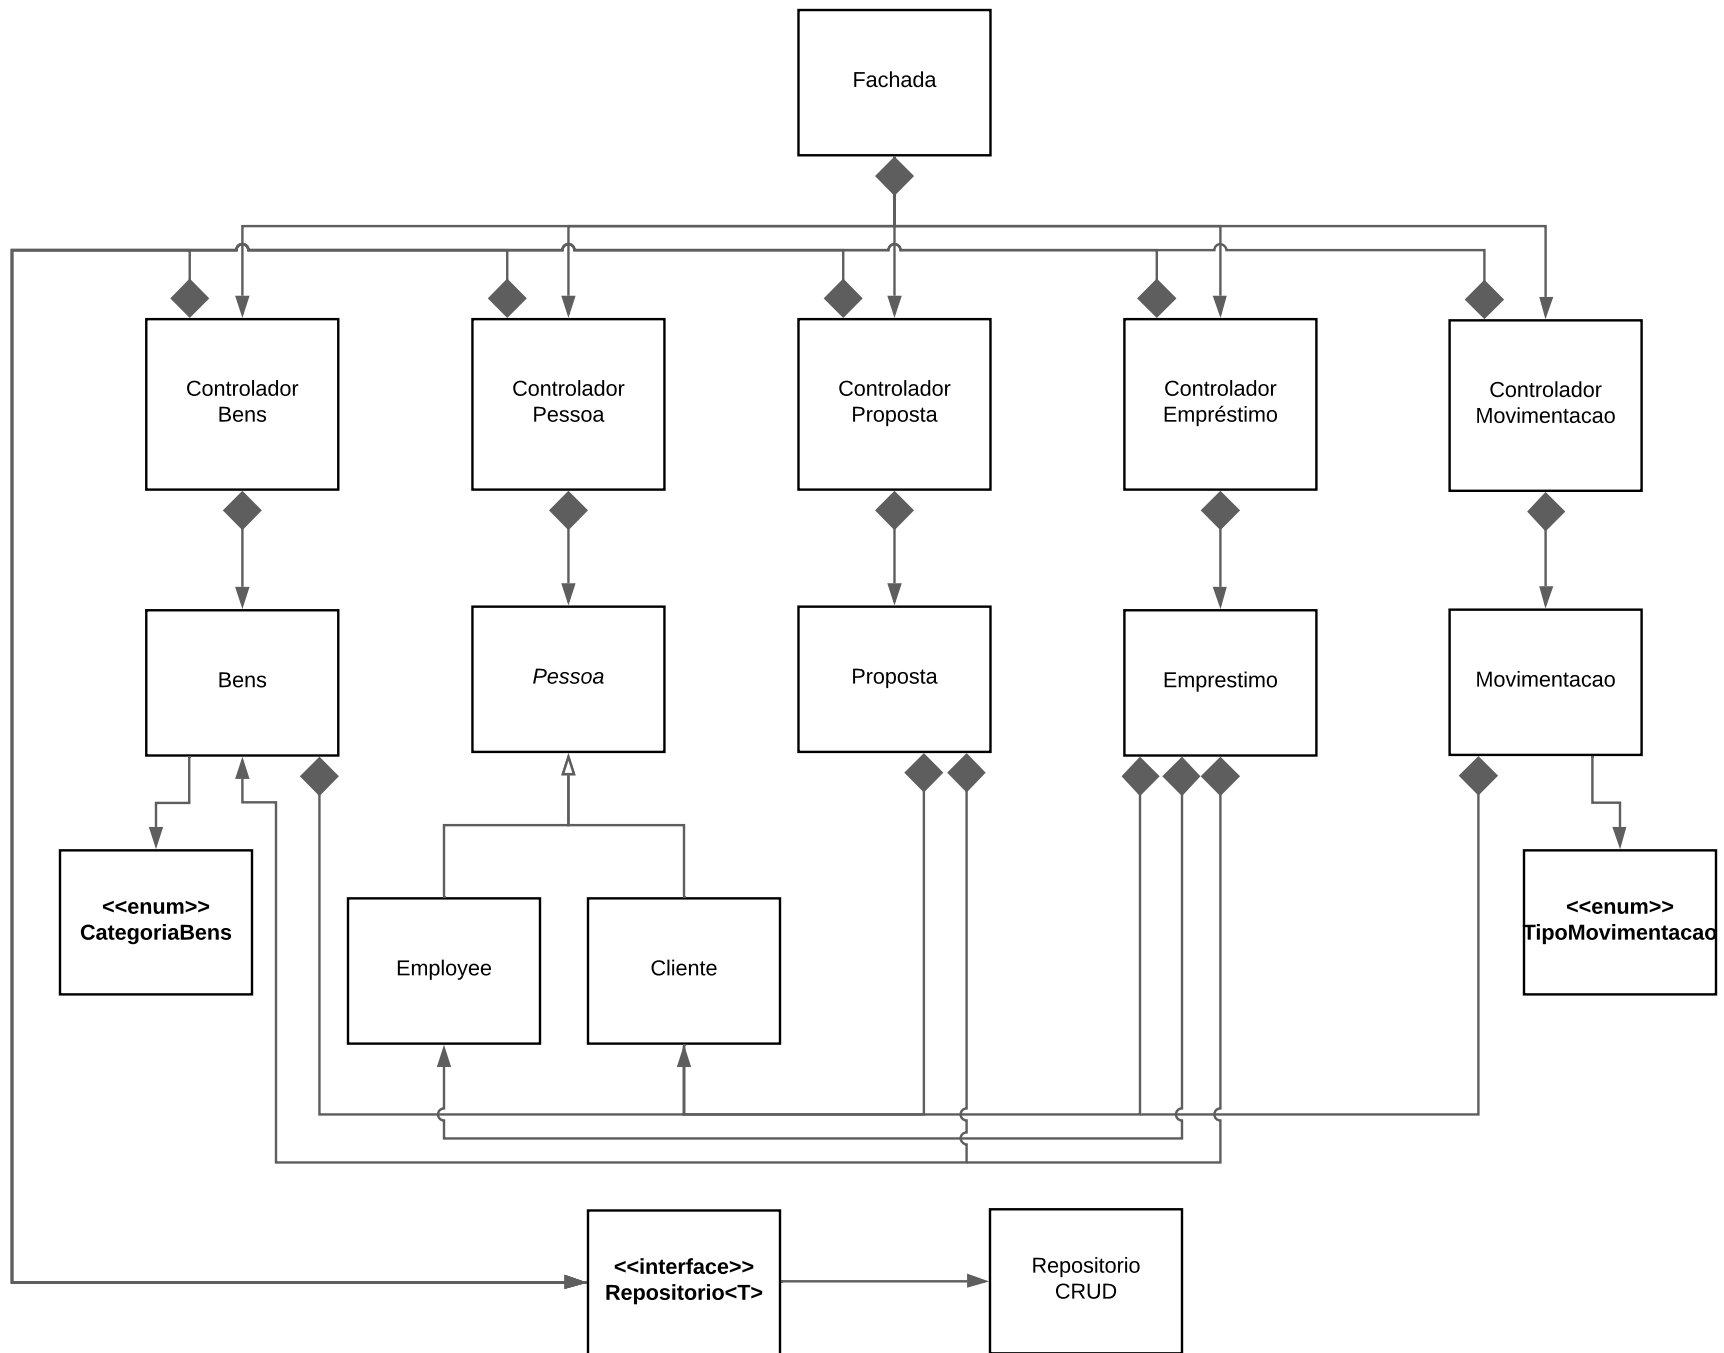 Fachada
Controlador
Bens
Controlador
Pessoa
Controlador
Proposta
Controlador
Empréstimo
Controlador
Movimentacao
Bens
Pessoa
Proposta
Emprestimo
Movimentacao
<<enum>>
CategoriaBens
Employee
Cliente
<<enum>>
TipoMovimentacao
<<interface>>
Repositorio<T>
Repositorio
CRUD